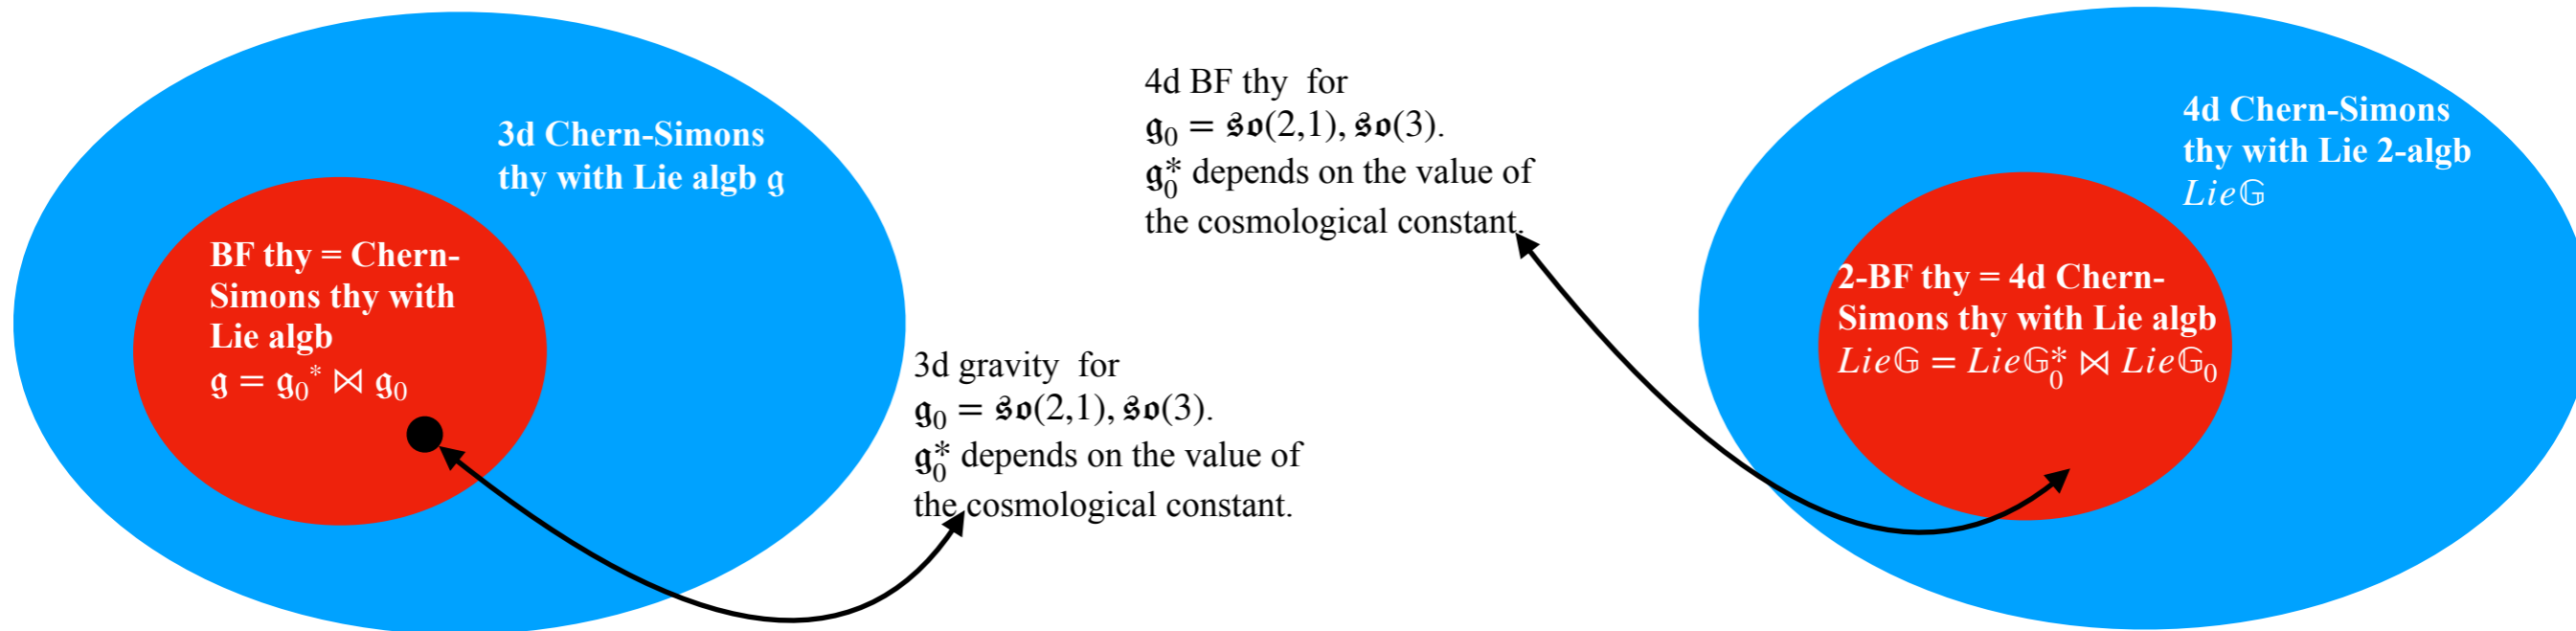 3d Chern-Simons
thy with Lie algb 𝔤
BF thy = Chern-
Simons thy with
Lie algb
𝔤 = 𝔤₀* ⋈ 𝔤₀
3d gravity for
𝔤₀ = 𝔰𝔬(2,1), 𝔰𝔬(3).
𝔤₀* depends on the value of
the cosmological constant.
4d BF thy for
𝔤₀ = 𝔰𝔬(2,1), 𝔰𝔬(3).
𝔤₀* depends on the value of
the cosmological constant.
4d Chern-Simons
thy with Lie 2-algb
Lie𝔾
2-BF thy = 4d Chern-
Simons thy with Lie algb
Lie𝔾 = Lie𝔾₀* ⋈ Lie𝔾₀